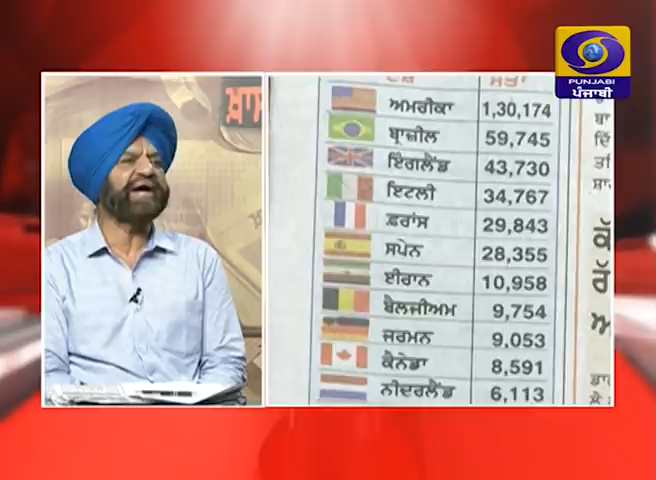 PUNJABI
ਪੰਜਾਬੀ
ਖ਼ਾਸ
ਅਮਰੀਕਾ 1,30,174
ਬ੍ਰਾਜ਼ੀਲ 59,745
ਇੰਗਲੈਂਡ 43,730
ਇਟਲੀ 34,767
ਫ਼ਰਾਂਸ 29,843
ਸਪੇਨ 28,355
ਈਰਾਨ 10,958
ਬੈਲਜੀਅਮ 9,754
ਜਰਮਨ 9,053
ਕੈਨੇਡਾ 8,591
ਨੀਦਰਲੈਂਡ 6,113